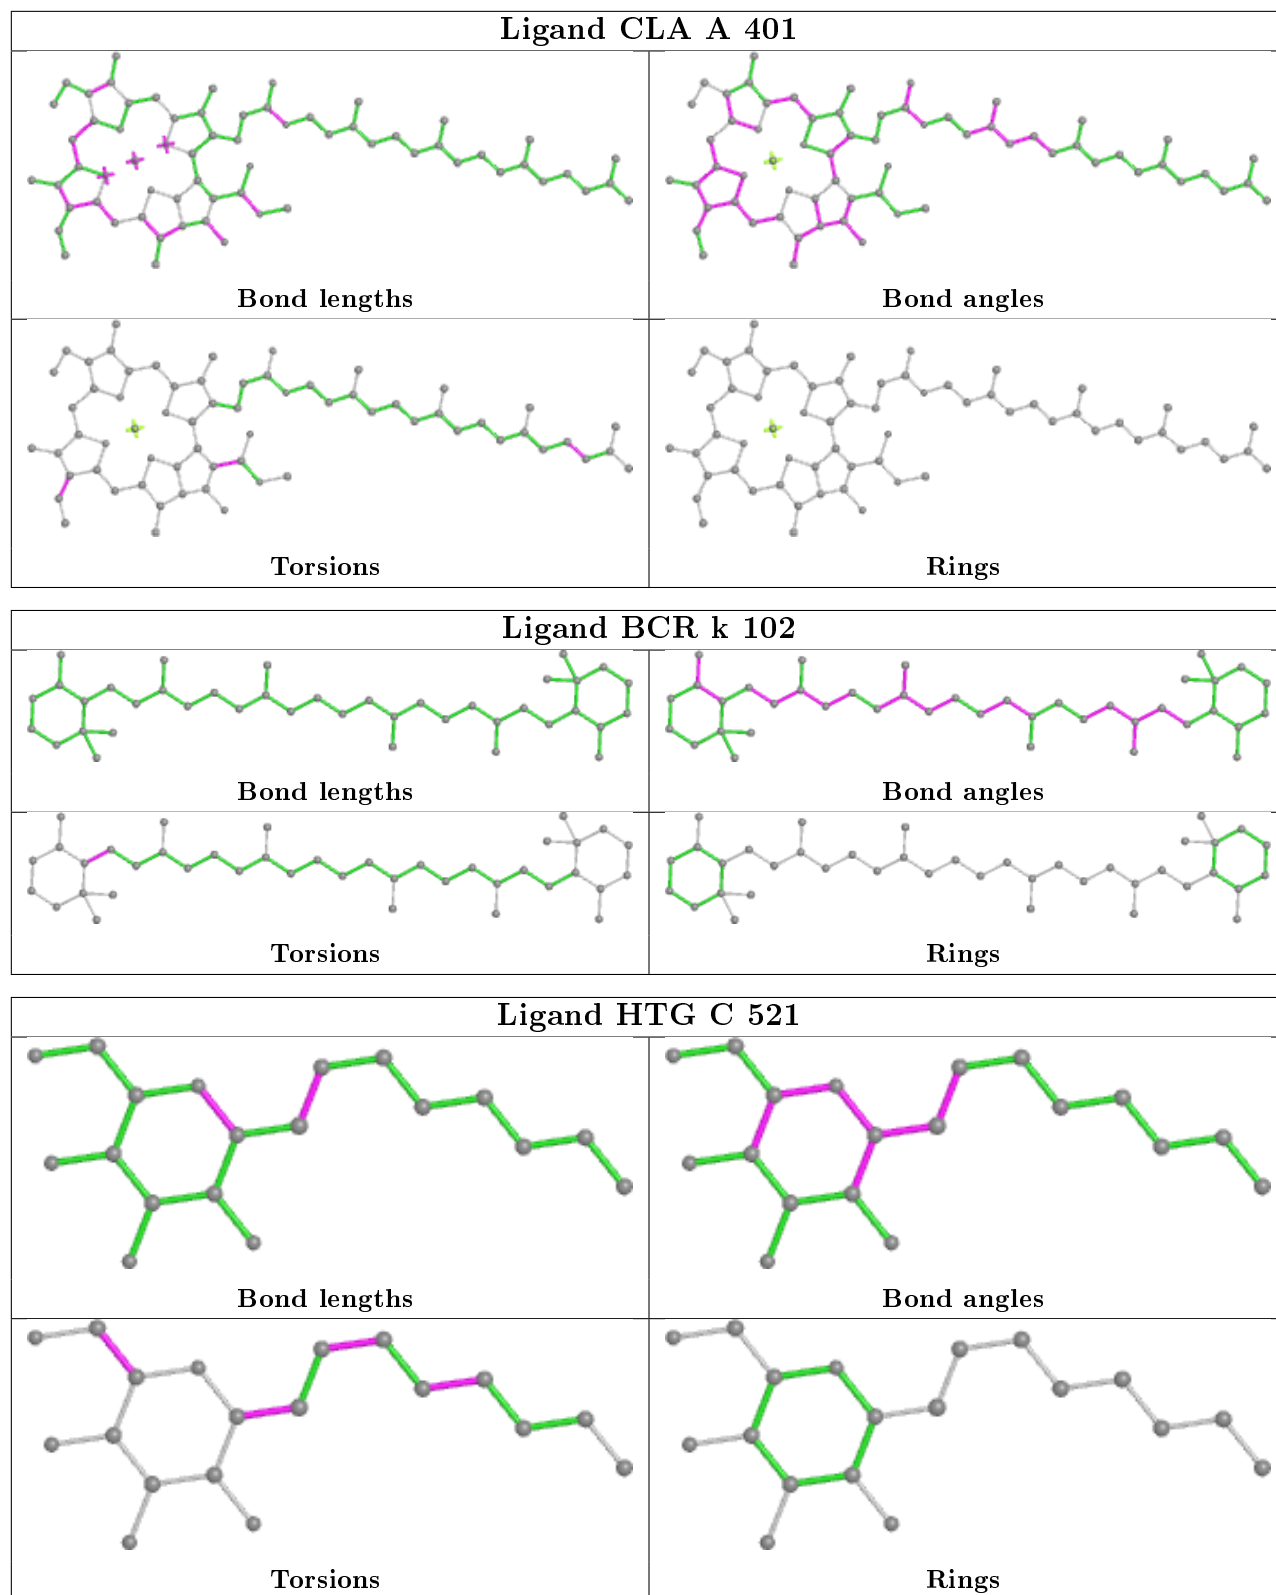 Ligand CLA A 401
Bond lengths
Bond angles
Torsions
Rings
Ligand BCR k 102
Bond lengths
Bond angles
Torsions
Rings
Ligand HTG C 521
Bond lengths
Bond angles
Torsions
Rings